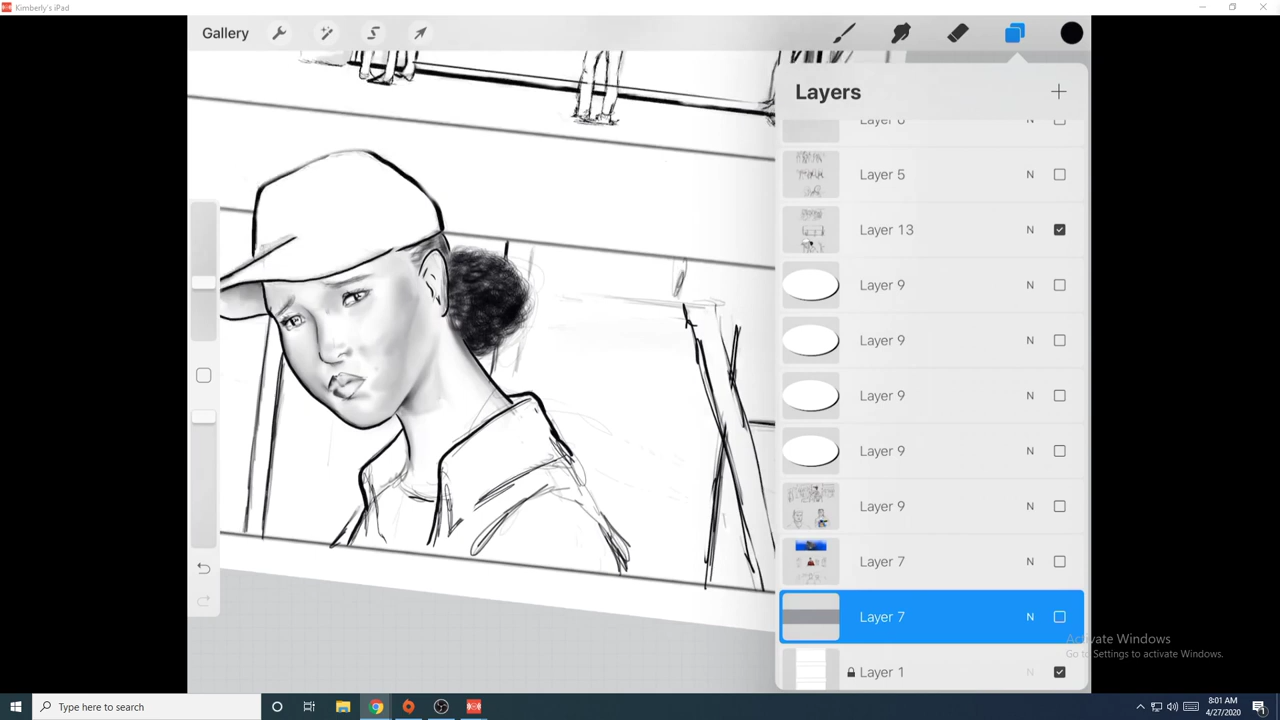 Kimberly's iPad
Gallery
Layers
Layer 5 N
Layer 13 N
Layer 9 N
Layer 9 N
Layer 9 N
Layer 9 N
Layer 9 N
Layer 7 N
Layer 7 N
Layer 1 N
Activate Windows
Go to Settings to activate Windows.
Type here to search
8:01 AM
4/27/2020